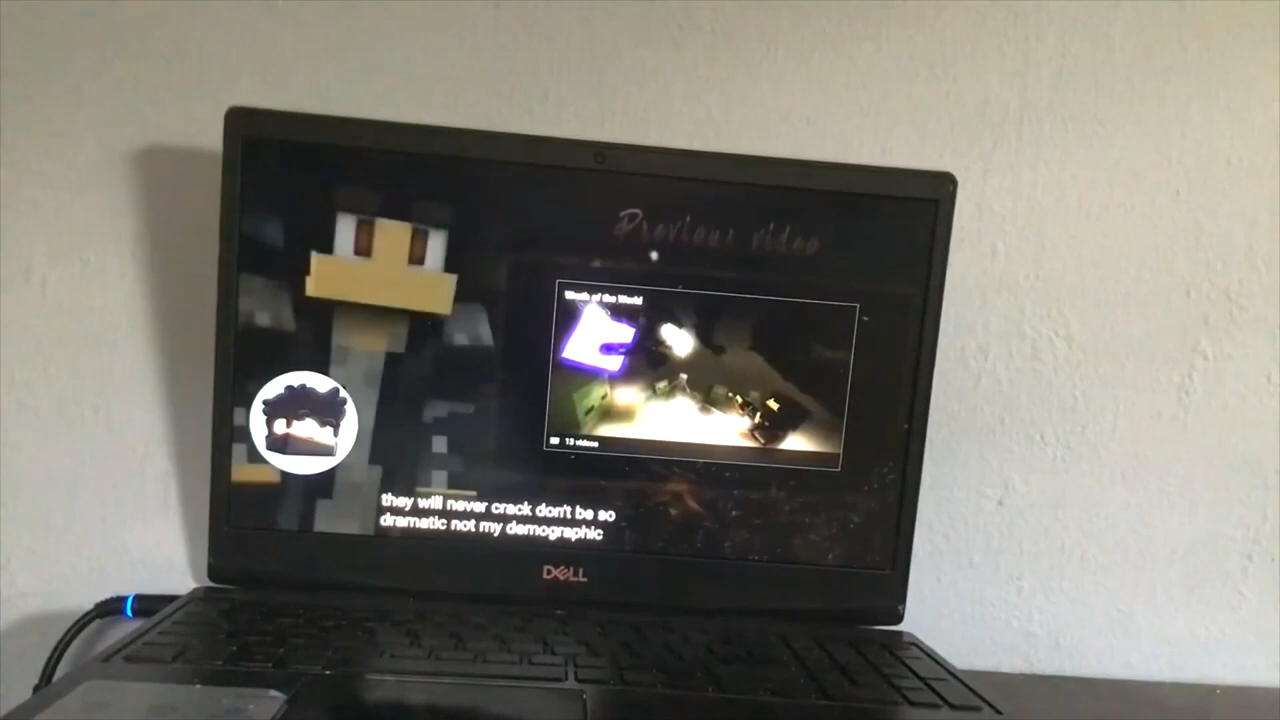 Previous video
Wrath of the World
13 videos
they will never crack don't be so
dramatic not my demographic
DELL